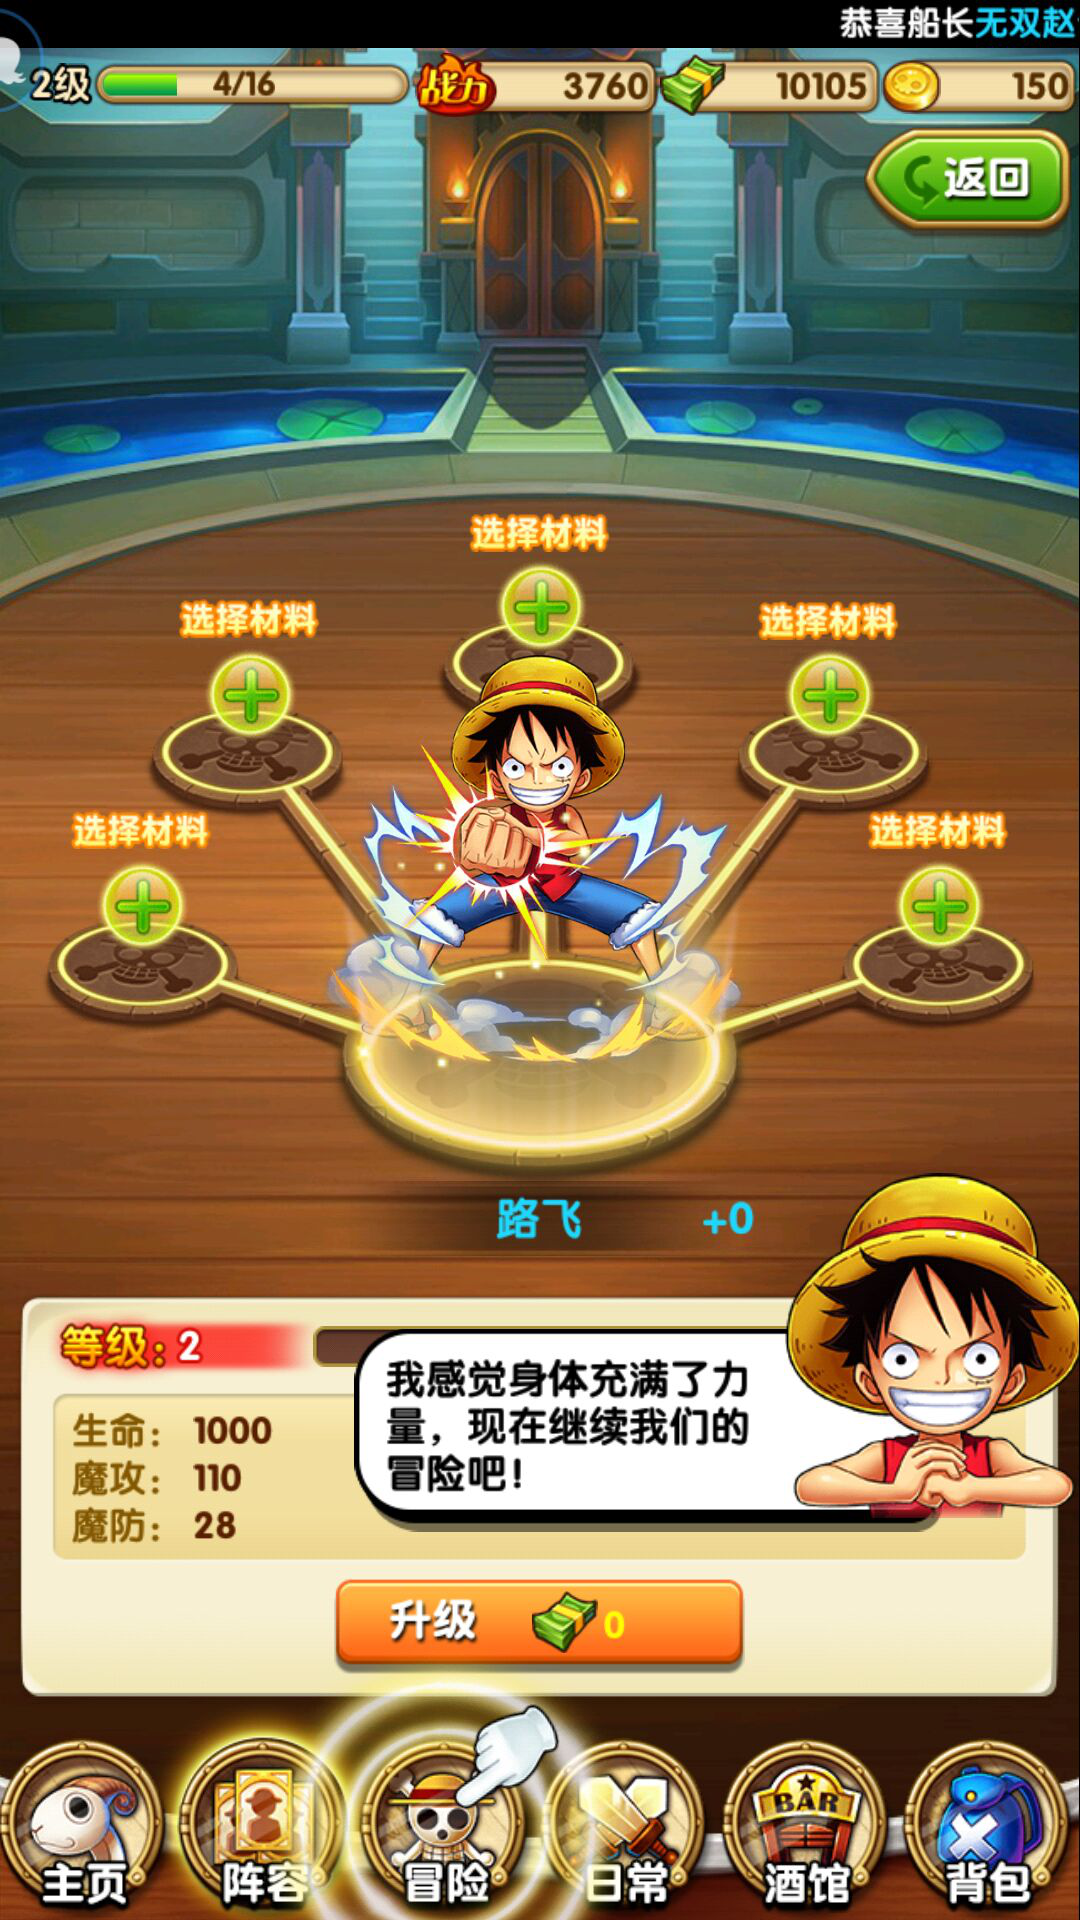 恭喜船长无双赵
2级 4/16 战力 3760 10105 150
返回
选择材料
选择材料 选择材料
选择材料 选择材料
路飞 +0
等级：2
生命： 1000
魔攻： 110
魔防： 28
我感觉身体充满了力
量，现在继续我们的
冒险吧！
升级 0
BAR
主页 阵容 冒险 日常 酒馆 背包